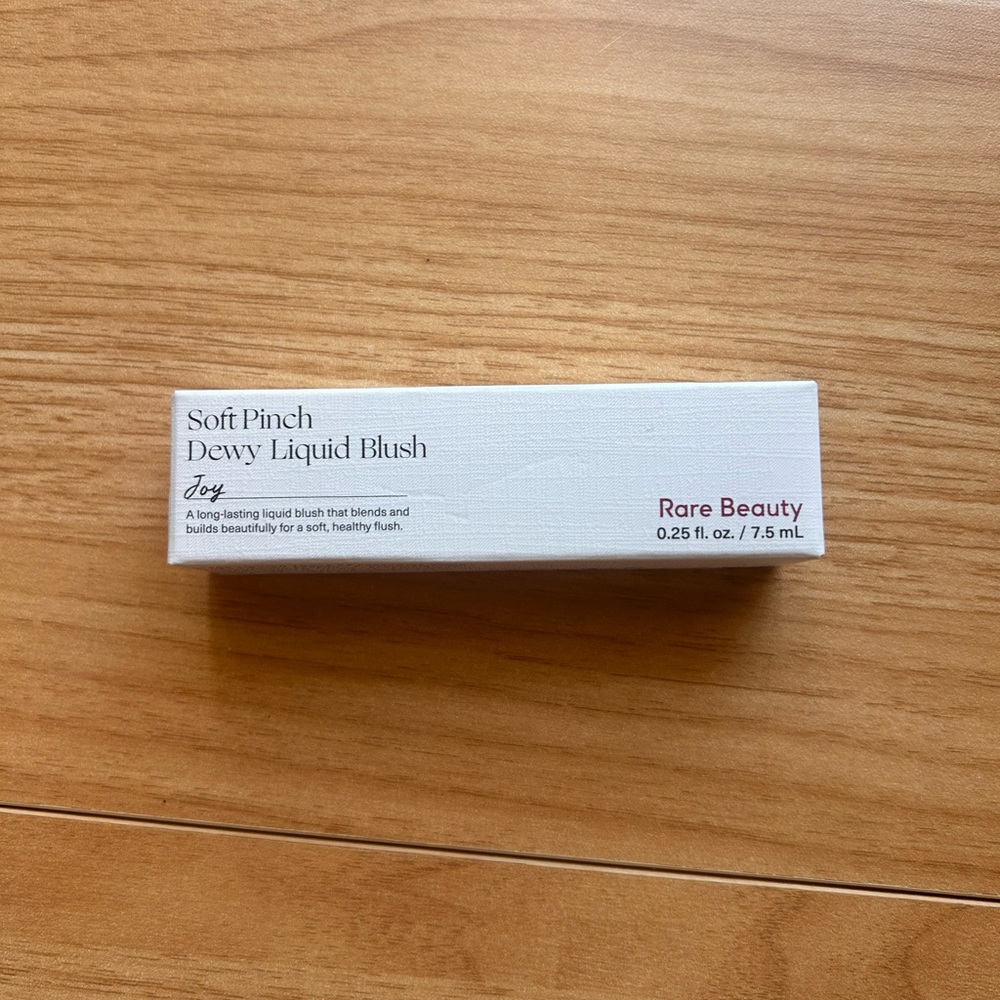 Soft Pinch
Dewy Liquid Blush
Joy
A long-lasting liquid blush that blends and
builds beautifully for a soft, healthy flush.
Rare Beauty
0.25 fl. oz. / 7.5 mL